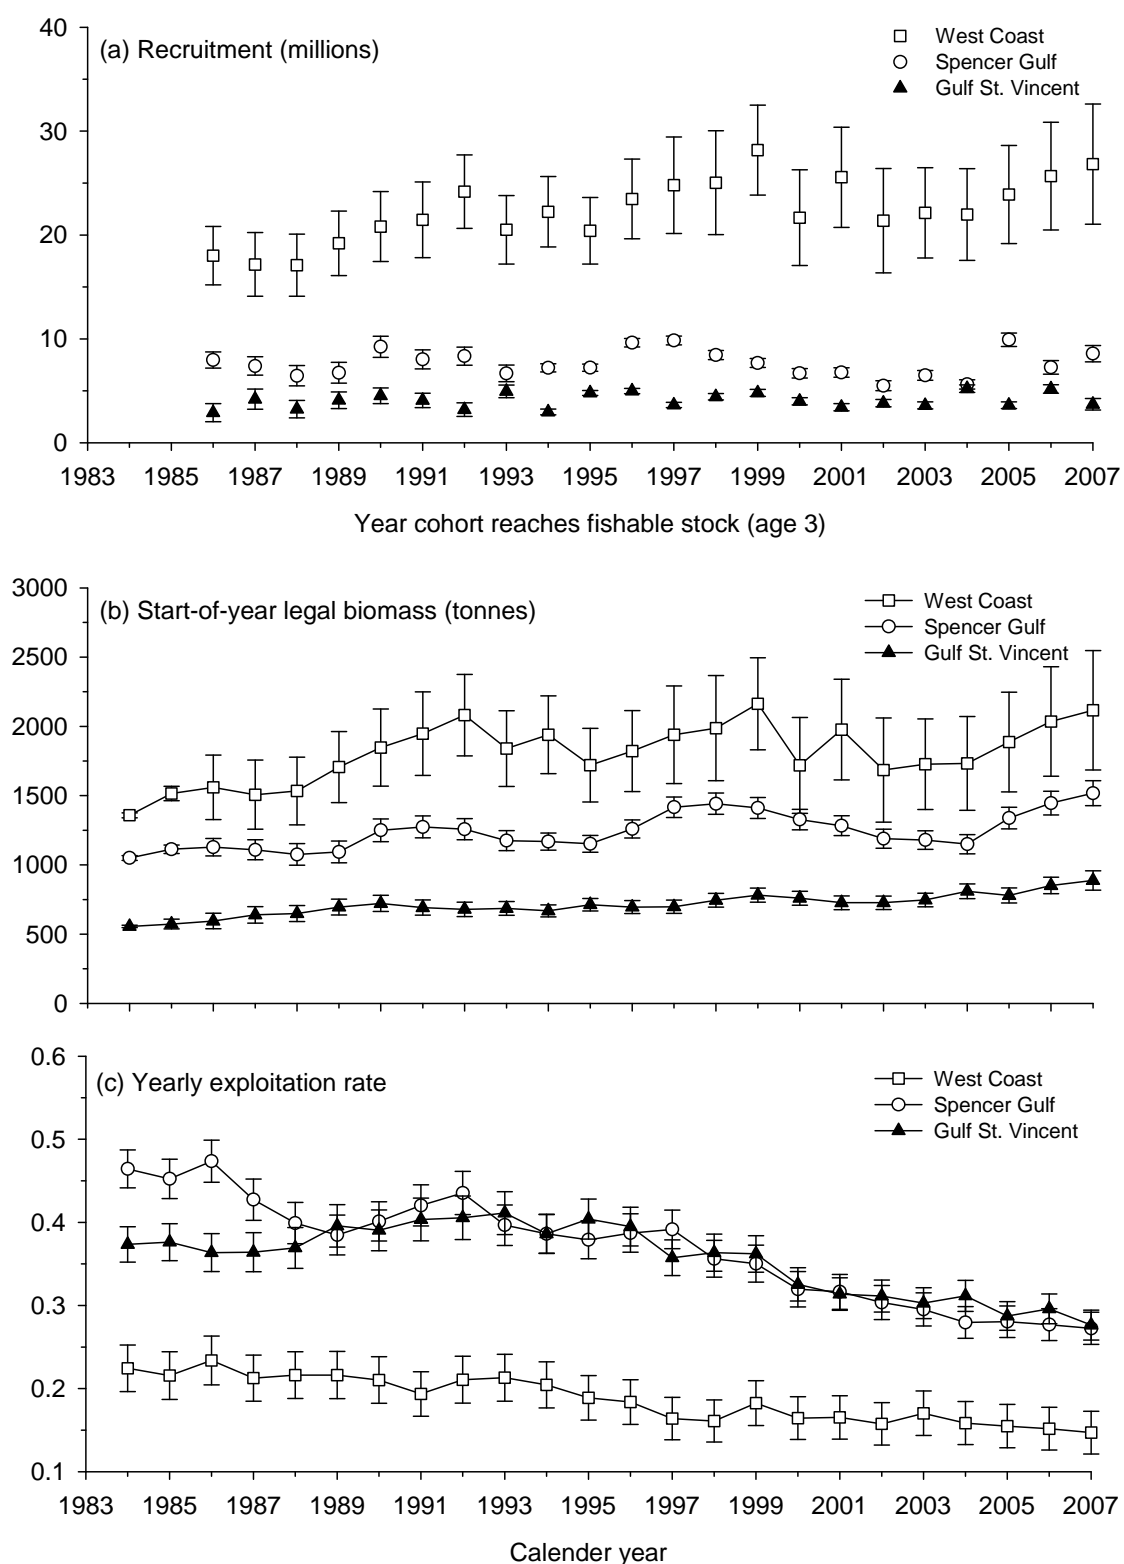 (a) Recruitment (millions)
West Coast
Spencer Gulf
Gulf St. Vincent
40
30
20
10
0
1983 1985 1987 1989 1991 1993 1995 1997 1999 2001 2003 2005 2007
Year cohort reaches fishable stock (age 3)
(b) Start-of-year legal biomass (tonnes)
West Coast
Spencer Gulf
Gulf St. Vincent
3000
2500
2000
1500
1000
500
0
(c) Yearly exploitation rate
West Coast
Spencer Gulf
Gulf St. Vincent
0.6
0.5
0.4
0.3
0.2
0.1
1983 1985 1987 1989 1991 1993 1995 1997 1999 2001 2003 2005 2007
Calender year